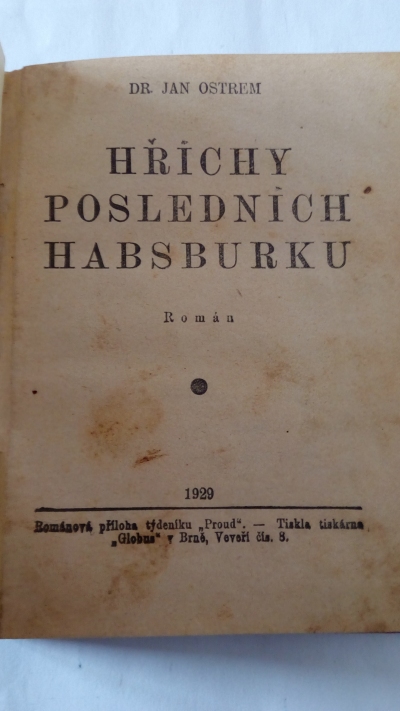 DR. JAN OSTREM
HŘÍCHY
POSLEDNÍCH
HABSBURKU
Román
1929
Románová příloha týdeníku „Proud“. — Tiskla tiskárna
„Globus“ v Brně, Veveří čís. 8.